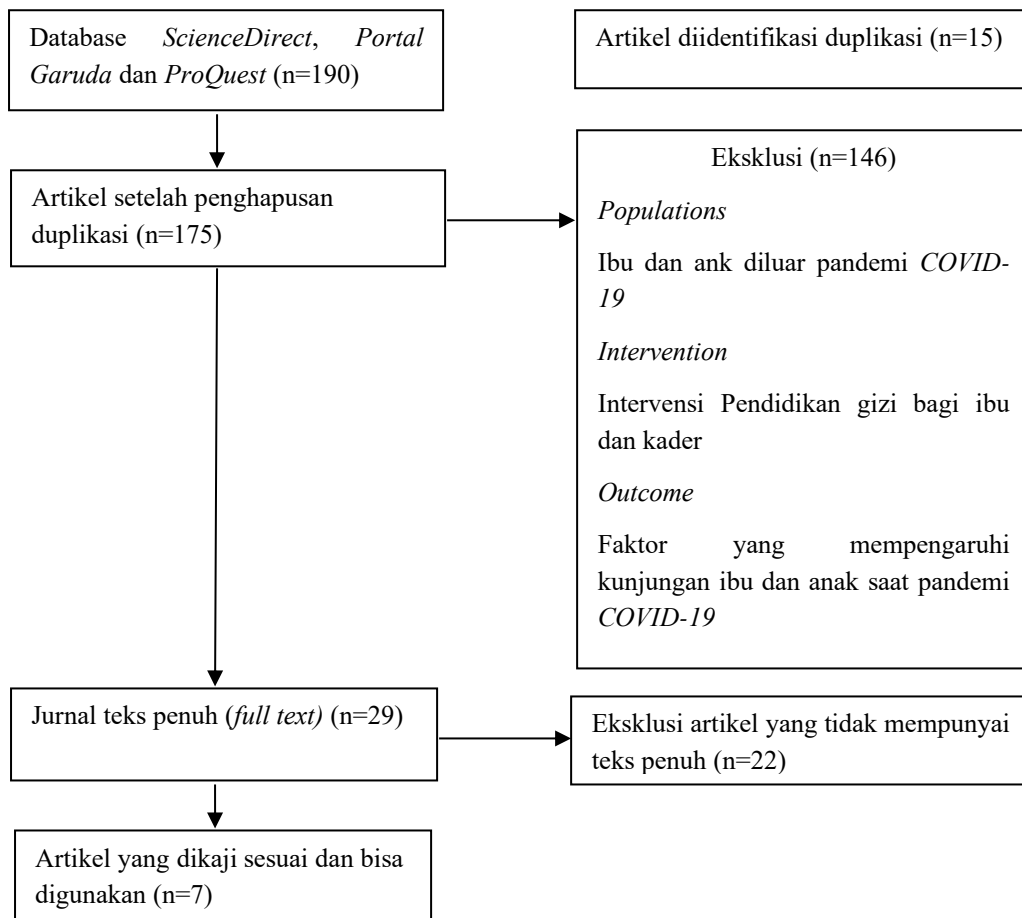 Database ScienceDirect, Portal
Garuda dan ProQuest (n=190)
Artikel diidentifikasi duplikasi (n=15)
Artikel setelah penghapusan
duplikasi (n=175)
Eksklusi (n=146)
Populations
Ibu dan ank diluar pandemi COVID-
19
Intervention
Intervensi Pendidikan gizi bagi ibu
dan kader
Outcome
Faktor yang mempengaruhi
kunjungan ibu dan anak saat pandemi
COVID-19
Jurnal teks penuh (full text) (n=29)
Eksklusi artikel yang tidak mempunyai
teks penuh (n=22)
Artikel yang dikaji sesuai dan bisa
digunakan (n=7)